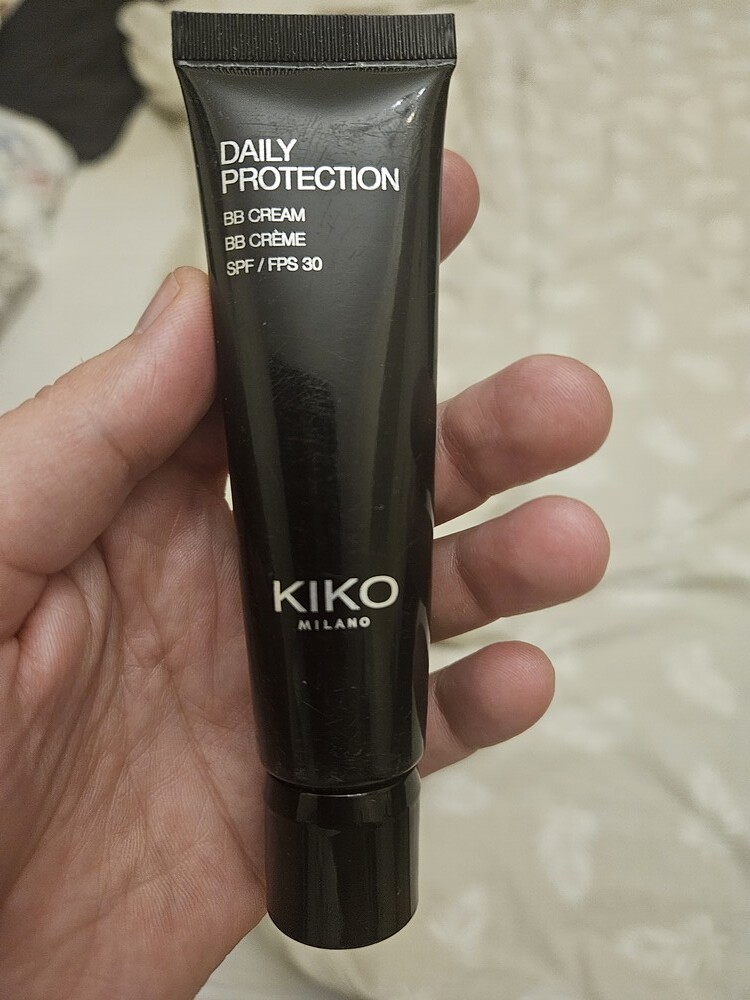 DAILY
PROTECTION
BB CREAM
BB CRÈME
SPF / FPS 30
KIKO
MILANO